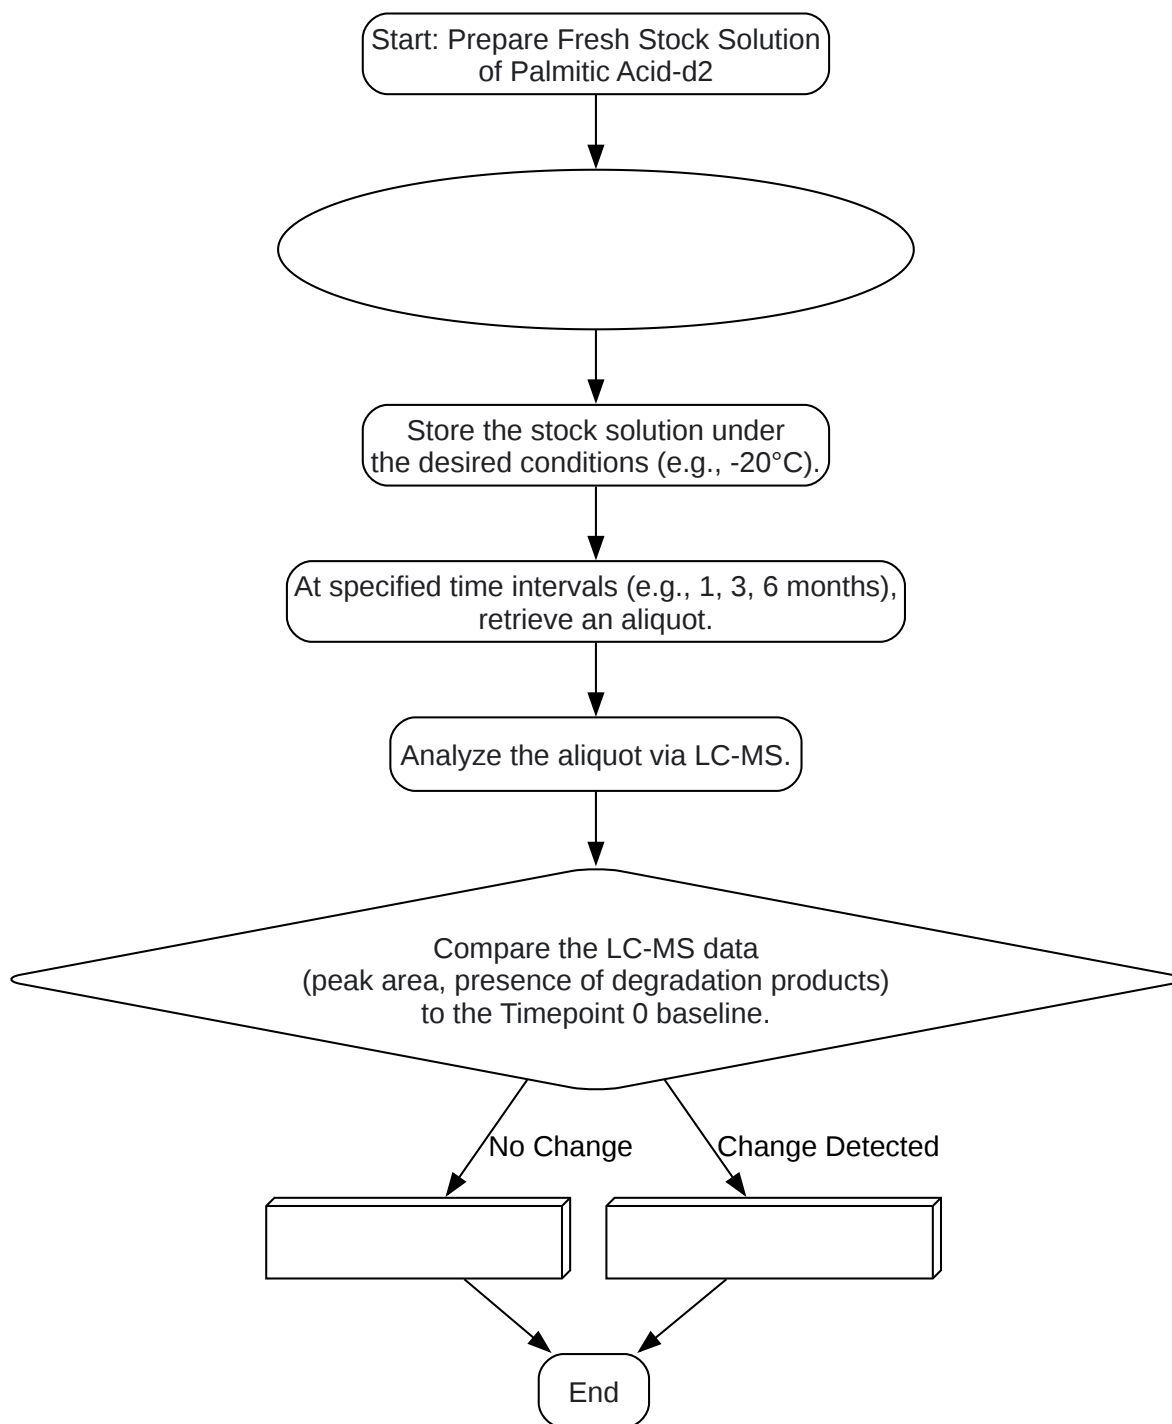 Start: Prepare Fresh Stock Solution
of Palmitic Acid-d2
Store the stock solution under
the desired conditions (e.g., -20°C).
At specified time intervals (e.g., 1, 3, 6 months),
retrieve an aliquot.
Analyze the aliquot via LC-MS.
Compare the LC-MS data
(peak area, presence of degradation products)
to the Timepoint 0 baseline.
No Change
Change Detected
End